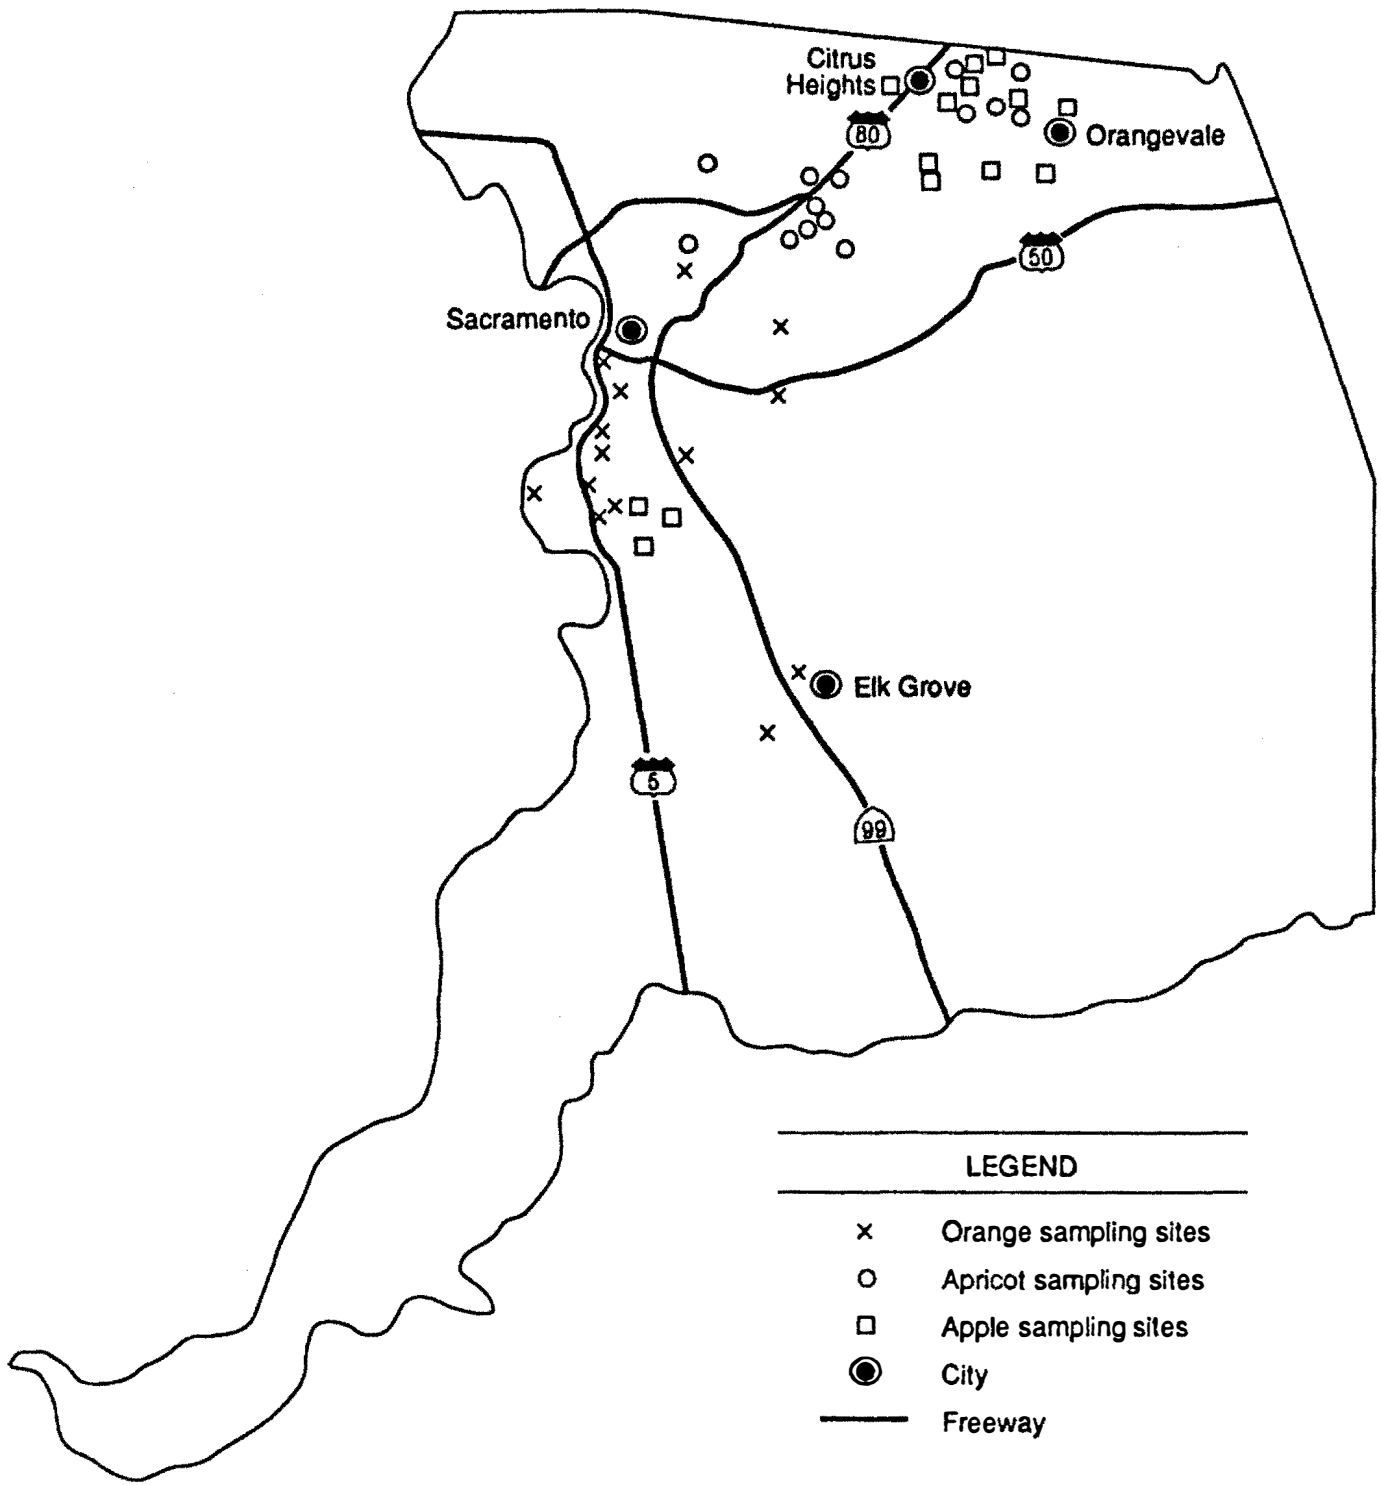 Citrus
Heights
80
Orangevale
50
Sacramento
Elk Grove
5
99
LEGEND
Orange sampling sites
Apricot sampling sites
Apple sampling sites
City
Freeway